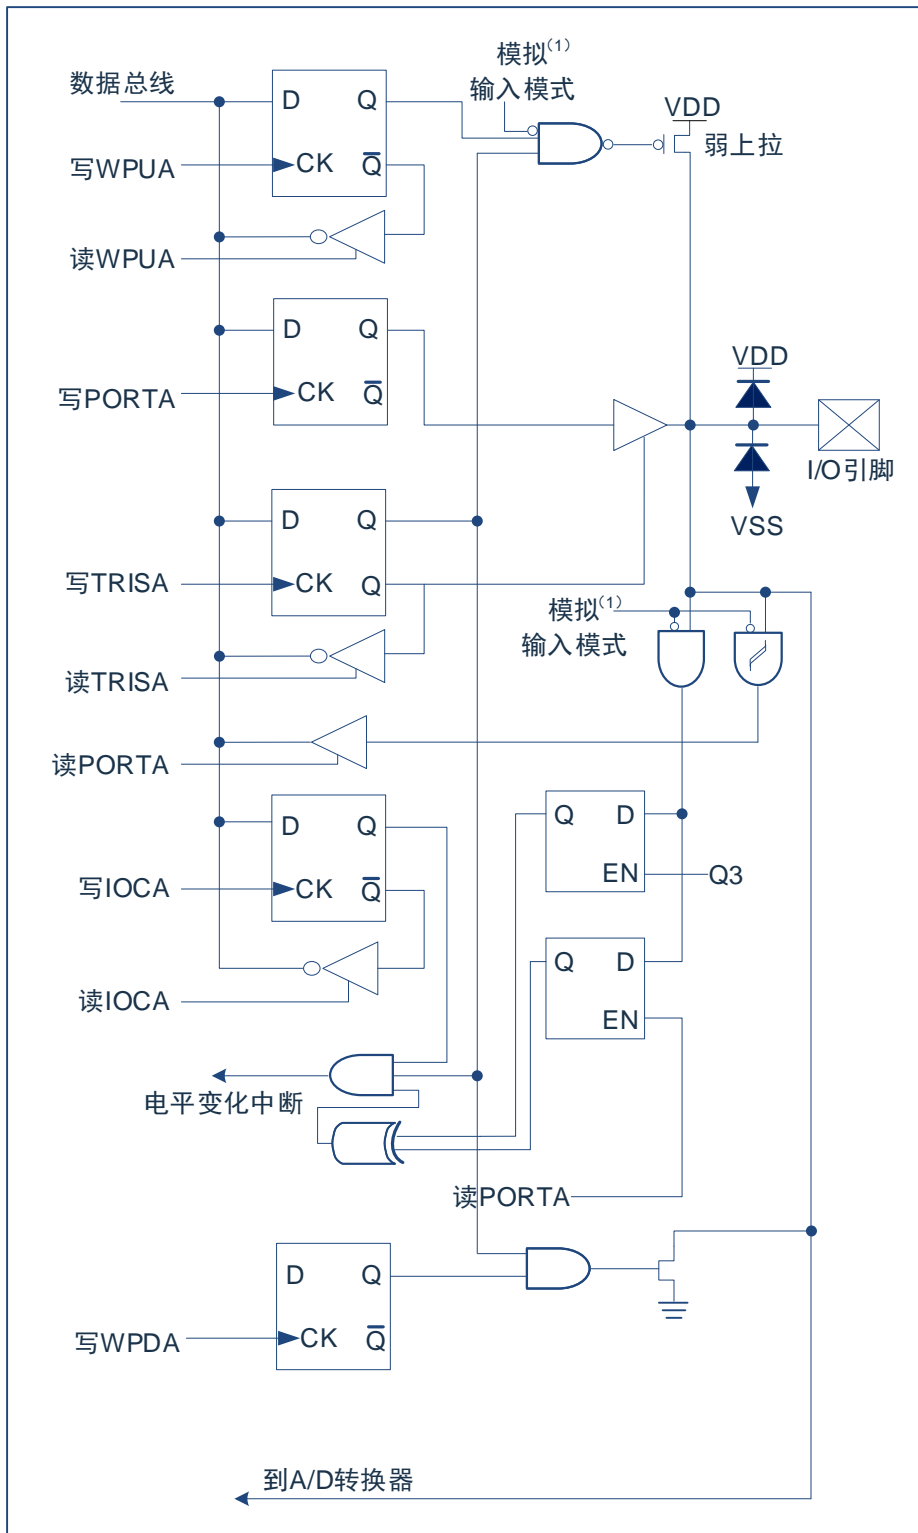 数据总线
D Q
模拟(1)
输入模式
VDD
弱上拉
写WPUA
CK Q̅
读WPUA
D Q
写PORTA
CK Q̅
VDD
I/O引脚
VSS
D Q
写TRISA
CK Q
模拟(1)
输入模式
读TRISA
读PORTA
D Q
Q D
写IOCA
CK Q̅
EN
Q3
Q D
读IOCA
EN
电平变化中断
读PORTA
D Q
写WPDA
CK Q̅
到A/D转换器